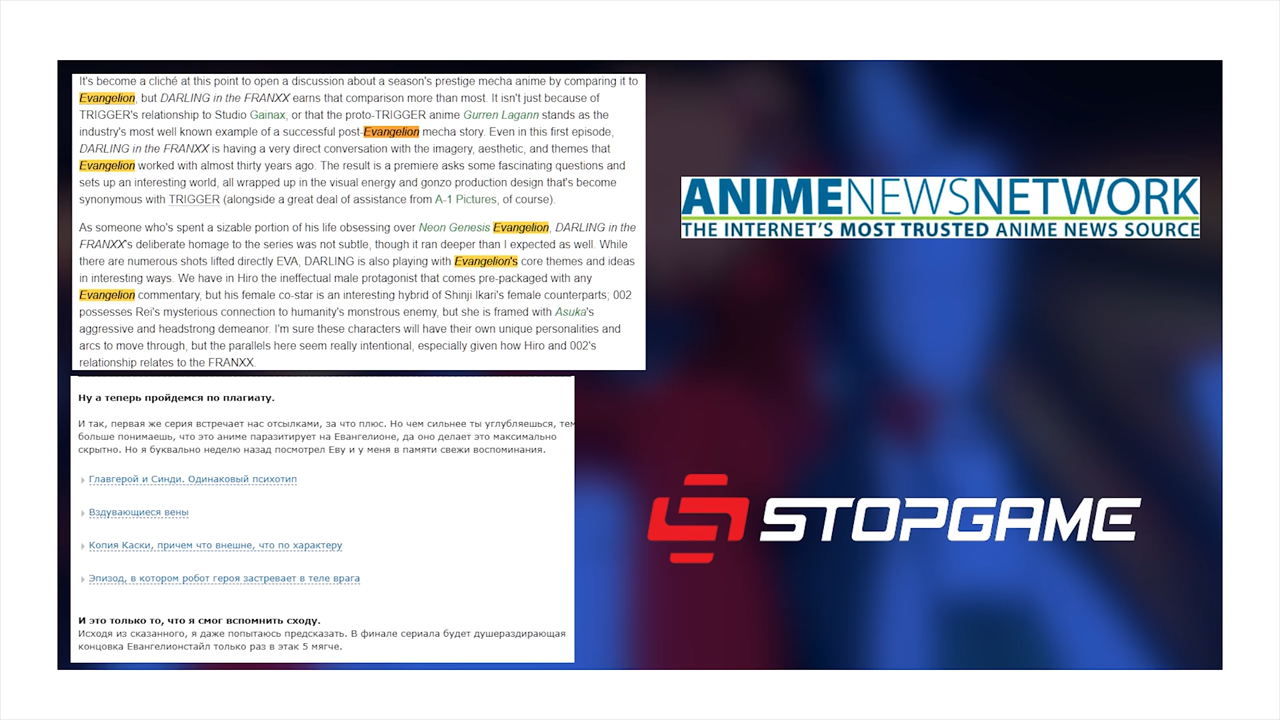 It's become a cliché at this point to open a discussion about a season's prestige mecha anime by comparing it to
Evangelion, but DARLING in the FRANXX earns that comparison more than most. It isn't just because of
TRIGGER's relationship to Studio Gainax, or that the proto-TRIGGER anime Gurren Lagann stands as the
industry's most well known example of a successful post-Evangelion mecha story. Even in this first episode,
DARLING in the FRANXX is having a very direct conversation with the imagery, aesthetic, and themes that
Evangelion worked with almost thirty years ago. The result is a premiere asks some fascinating questions and
sets up an interesting world, all wrapped up in the visual energy and gonzo production design that's become
synonymous with TRIGGER (alongside a great deal of assistance from A-1 Pictures, of course).
As someone who's spent a sizable portion of his life obsessing over Neon Genesis Evangelion, DARLING in the
FRANXX's deliberate homage to the series was not subtle, though it ran deeper than I expected as well. While
there are numerous shots lifted directly EVA, DARLING is also playing with Evangelion's core themes and ideas
in interesting ways. We have in Hiro the ineffectual male protagonist that comes pre-packaged with any
Evangelion commentary, but his female co-star is an interesting hybrid of Shinji Ikari's female counterparts; 002
possesses Rei's mysterious connection to humanity's monstrous enemy, but she is framed with Asuka's
aggressive and headstrong demeanor. I'm sure these characters will have their own unique personalities and
arcs to move through, but the parallels here seem really intentional, especially given how Hiro and 002's
relationship relates to the FRANXX.
ANIMENEWSNETWORK
THE INTERNET'S MOST TRUSTED ANIME NEWS SOURCE
Ну а теперь пройдемся по плагиату.
И так, первая же серия встречает нас отсылками, за что плюс. Но чем сильнее ты углубляешься, тем
больше понимаешь, что это аниме паразитирует на Евангелионе, да оно делает это максимально
скрытно. Но я буквально неделю назад посмотрел Еву и у меня в памяти свежи воспоминания.
Главгерой и Синди. Одинаковый психотип
Вздувающиеся вены
Копия Каски, причем что внешне, что по характеру
Эпизод, в котором робот героя застревает в теле врага
И это только то, что я смог вспомнить сходу.
Исходя из сказанного, я даже попытаюсь предсказать. В финале сериала будет душераздирающая
концовка Евангелионстайл только раз в этак 5 мягче.
STOPGAME